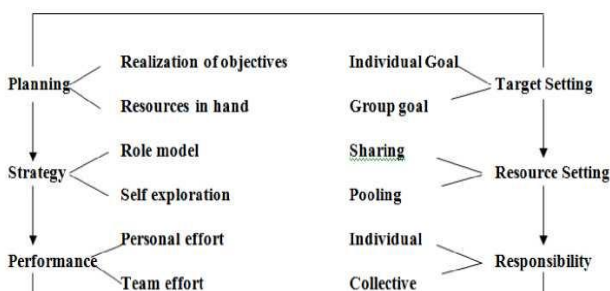 Realization of objectives Individual Goal
Planning Target Setting
Resources in hand Group goal
Role model Sharing
Strategy Resource Setting
Self exploration Pooling
Personal effort Individual
Performance Responsibility
Team effort Collective